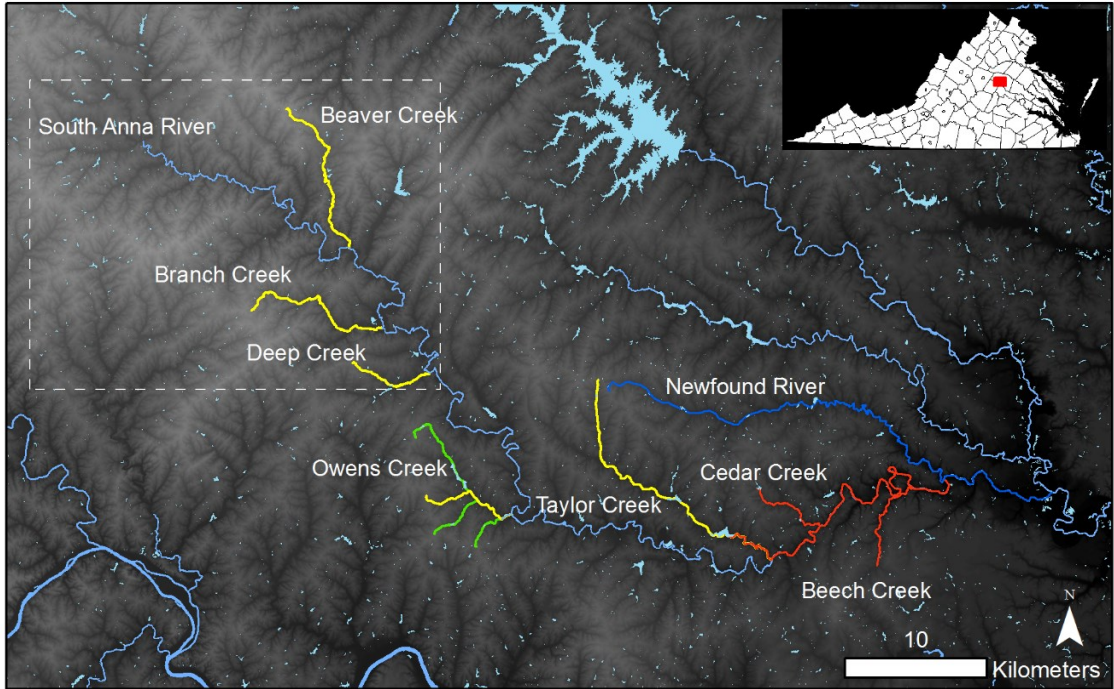 Beaver Creek
South Anna River
Branch Creek
Deep Creek
Newfound River
Owens Creek
Cedar Creek
Taylor Creek
Beech Creek
N
10
Kilometers